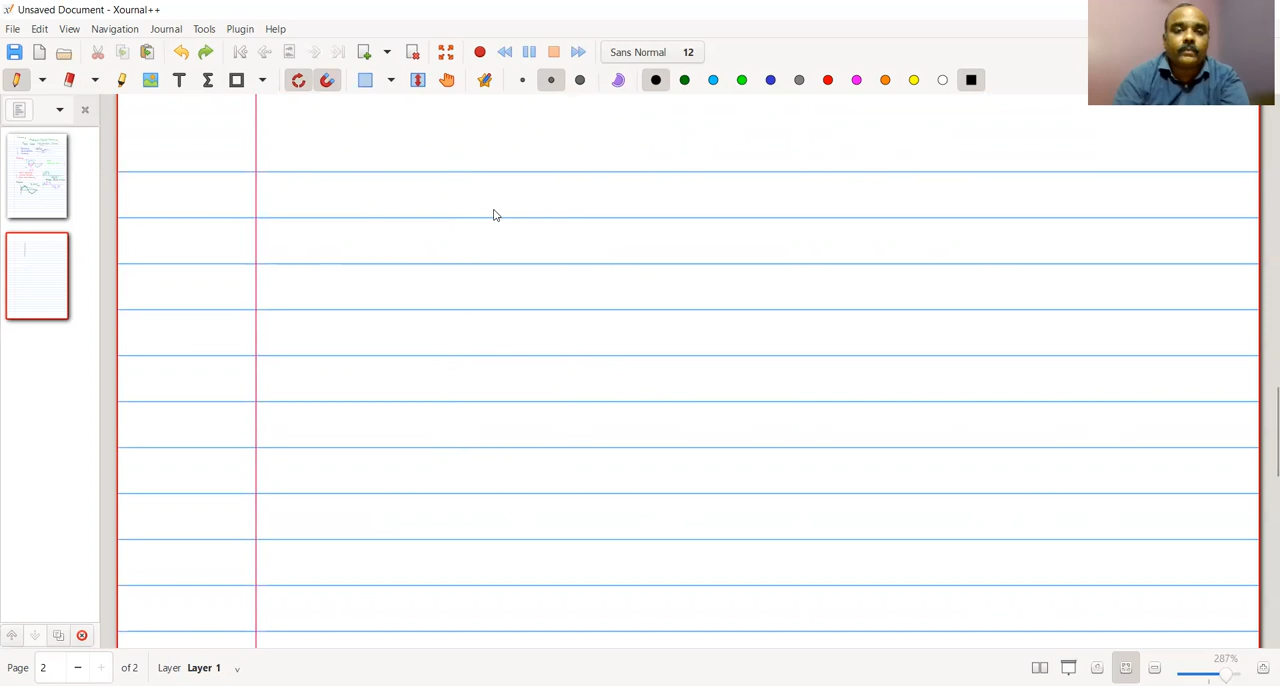 Unsaved Document - Xournal++
File Edit View Navigation Journal Tools Plugin Help
Sans Normal 12
Page 2 of 2 Layer Layer 1 287%